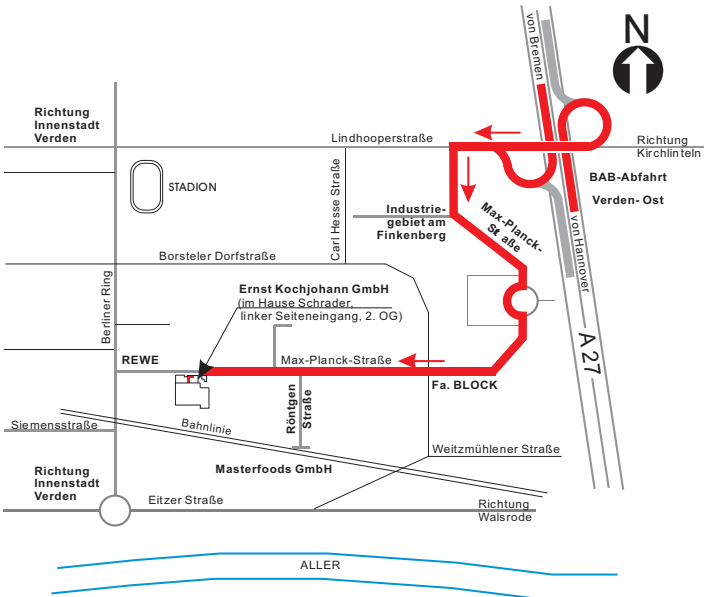 N
von Bremen
Richtung
Innenstadt
Verden
Lindhooperstraße
Richtung
Kirchlinteln
BAB-Abfahrt
Verden- Ost
STADION
Carl Hesse Straße
Industrie-
gebiet am
Finkenberg
Max-Planck-
St aße
von Hannover
Borsteler Dorfstraße
Berliner Ring
Ernst Kochjohann GmbH
(im Hause Schrader,
linker Seiteneingang, 2. OG)
A 27
REWE
Max-Planck-Straße
Fa. BLOCK
Röntgen
Straße
Siemensstraße
Bahnlinie
Weitzmühlener Straße
Masterfoods GmbH
Richtung
Innenstadt
Verden
Eitzer Straße
Richtung
Walsrode
ALLER